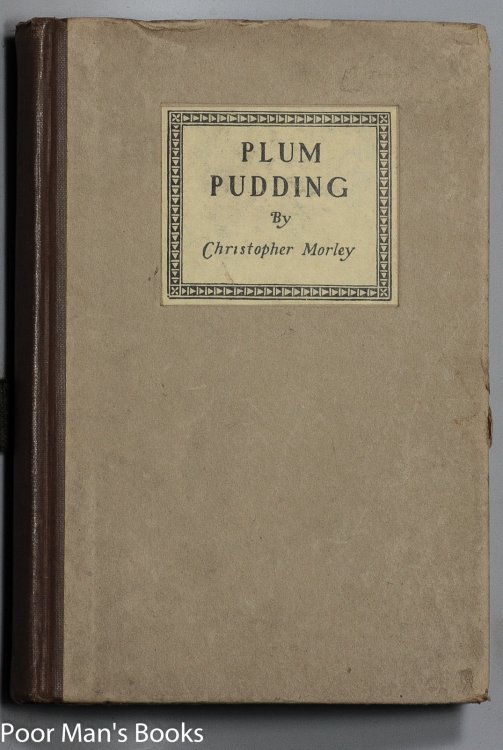 PLUM
PUDDING
By
Christopher Morley
Poor Man's Books